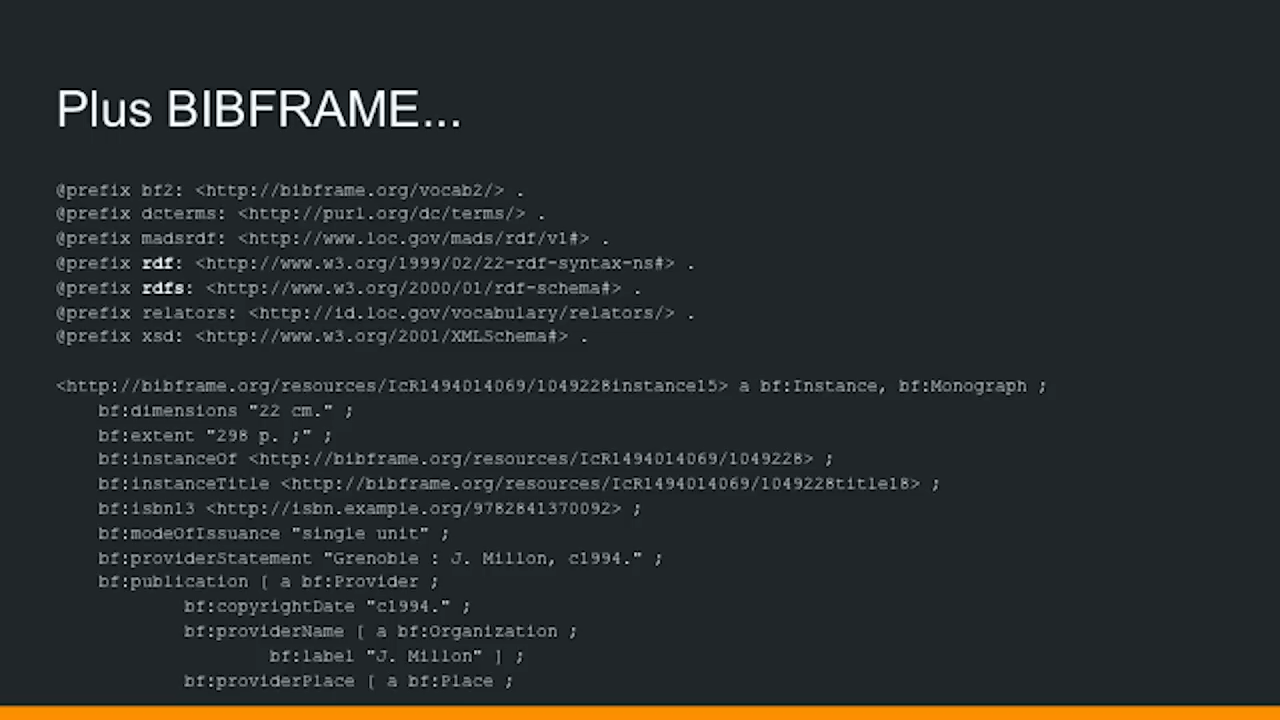 Plus BIBFRAME...
@prefix bf2: <http://bibframe.org/vocab2/> .
@prefix dcterms: <http://purl.org/dc/terms/> .
@prefix madsrdf: <http://www.loc.gov/mads/rdf/v1#> .
@prefix rdf: <http://www.w3.org/1999/02/22-rdf-syntax-ns#> .
@prefix rdfs: <http://www.w3.org/2000/01/rdf-schema#> .
@prefix relators: <http://id.loc.gov/vocabulary/relators/> .
@prefix xsd: <http://www.w3.org/2001/XMLSchema#> .
<http://bibframe.org/resources/IcR1494014069/1049228instance15> a bf:Instance, bf:Monograph ;
bf:dimensions "22 cm." ;
bf:extent "298 p. ;" ;
bf:instanceOf <http://bibframe.org/resources/IcR1494014069/1049228> ;
bf:instanceTitle <http://bibframe.org/resources/IcR1494014069/1049228title18> ;
bf:isbn13 <http://isbn.example.org/9782841370092> ;
bf:modeOfIssuance "single unit" ;
bf:providerStatement "Grenoble : J. Millon, c1994." ;
bf:publication [ a bf:Provider ;
bf:copyrightDate "c1994." ;
bf:providerName [ a bf:Organization ;
bf:label "J. Millon" ] ;
bf:providerPlace [ a bf:Place ;